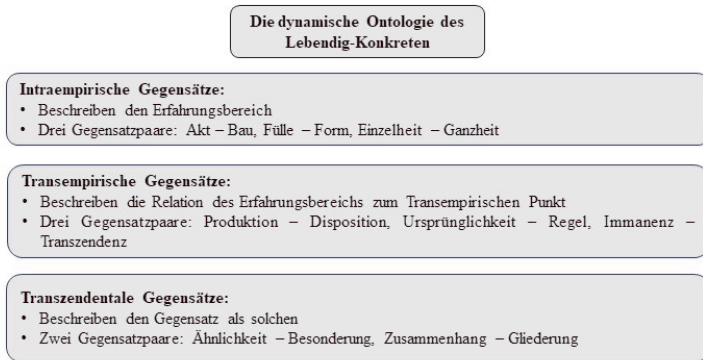 Die dynamische Ontologie des
Lebendig-Konkreten
Intraempirische Gegensätze:
• Beschreiben den Erfahrungsbereich
• Drei Gegensatzpaare: Akt – Bau, Fülle – Form, Einzelheit – Ganzheit
Transempirische Gegensätze:
• Beschreiben die Relation des Erfahrungsbereichs zum Transempirischen Punkt
• Drei Gegensatzpaare: Produktion – Disposition, Ursprünglichkeit – Regel, Immanenz –
Transzendenz
Transzendentale Gegensätze:
• Beschreiben den Gegensatz als solchen
• Zwei Gegensatzpaare: Ähnlichkeit – Besonderung, Zusammenhang – Gliederung